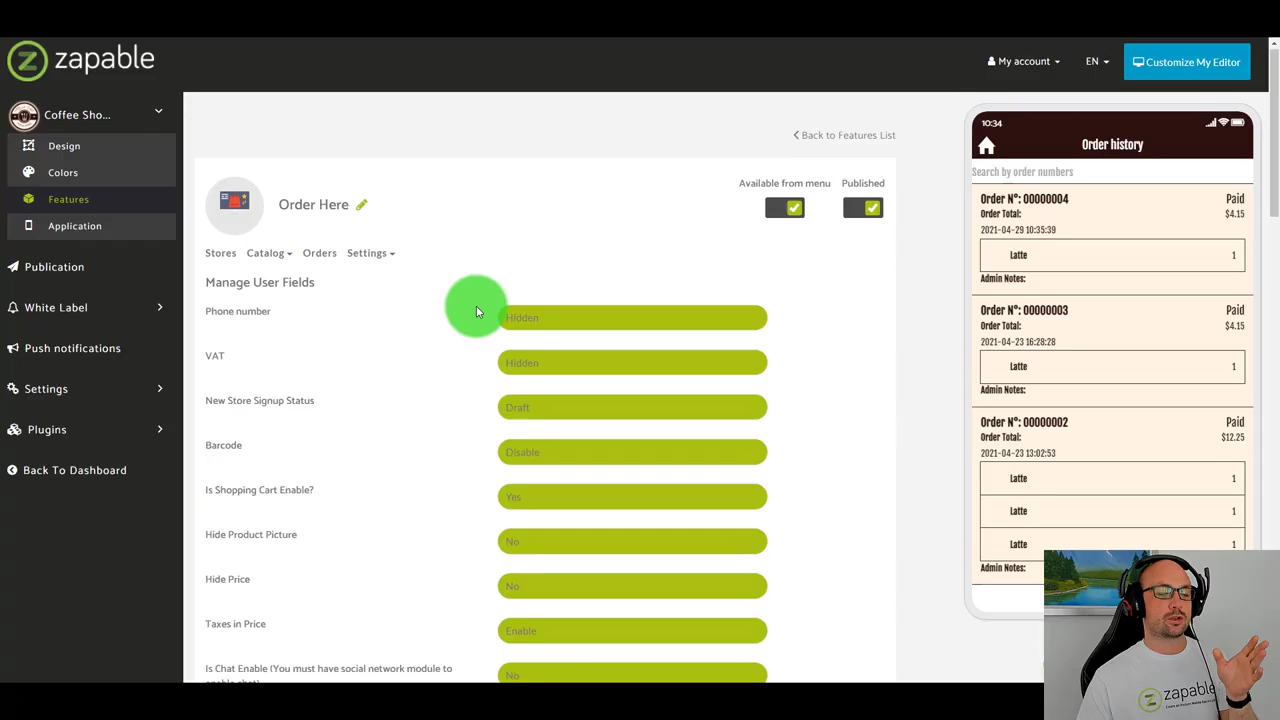 zapable
My account
EN
Customize My Editor
Coffee Sho...
Design
Colors
Features
Application
Publication
White Label
Push notifications
Settings
Plugins
Back To Dashboard
Back to Features List
Order Here
Available from menu
Published
Stores
Catalog
Orders
Settings
Manage User Fields
Phone number
Hidden
VAT
Hidden
New Store Signup Status
Draft
Barcode
Disable
Is Shopping Cart Enable?
Yes
Hide Product Picture
No
Hide Price
No
Taxes in Price
Enable
Is Chat Enable (You must have social network module to
No
10:34
Order history
Search by order numbers
Order N°: 00000004
Paid
Order Total:
$4.15
2021-04-29 10:35:39
Latte
1
Admin Notes:
Order N°: 00000003
Paid
Order Total:
$4.15
2021-04-23 16:28:28
Latte
1
Admin Notes:
Order N°: 00000002
Paid
Order Total:
$12.25
2021-04-23 13:02:53
Latte
1
Latte
1
Latte
1
Admin Notes:
zapable